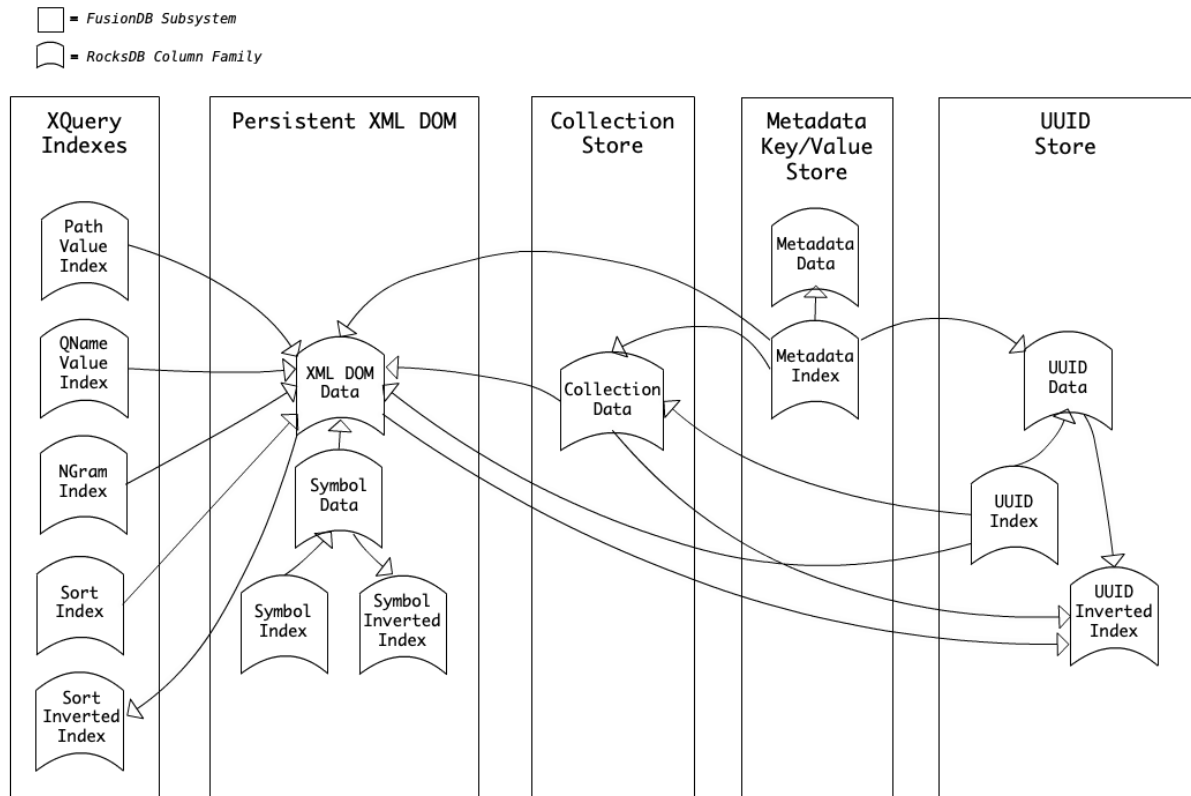 = FusionDB Subsystem
= RocksDB Column Family
XQuery
Indexes
Path
Value
Index
QName
Value
Index
NGram
Index
Sort
Index
Sort
Inverted
Index
Persistent XML DOM
XML DOM
Data
Symbol
Data
Symbol
Index
Symbol
Inverted
Index
Collection
Store
Collection
Data
Metadata
Key/Value
Store
Metadata
Data
Metadata
Index
UUID
Store
UUID
Data
UUID
Index
UUID
Inverted
Index